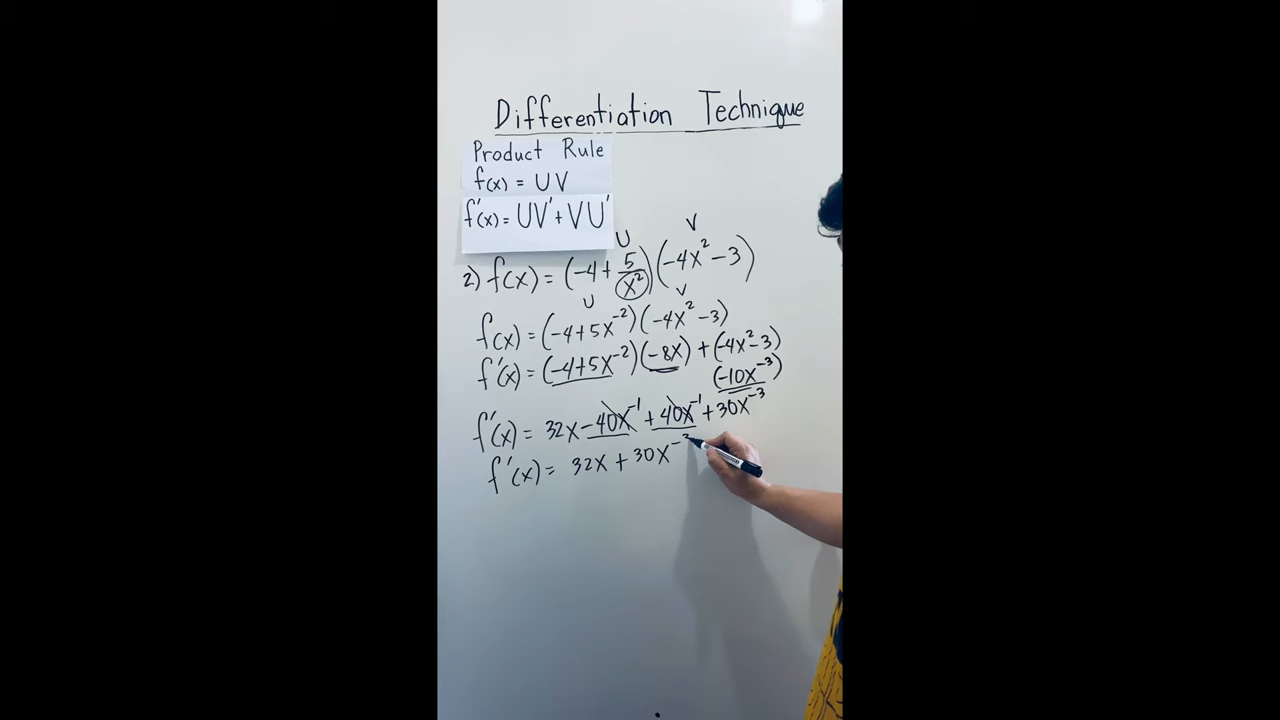 Differentiation Technique
Product Rule
f(x) = UV
f'(x) = UV' + VU'
U V
2) f(x) = (-4 + 5/x²)(-4x² - 3)
U V
f(x) = (-4 + 5x⁻²)(-4x² - 3)
f'(x) = (-4 + 5x⁻²)(-8x) + (-4x² - 3)
(-10x⁻³)
f'(x) = 32x - 40x⁻¹ + 40x⁻¹ + 30x⁻³
f'(x) = 32x + 30x⁻³